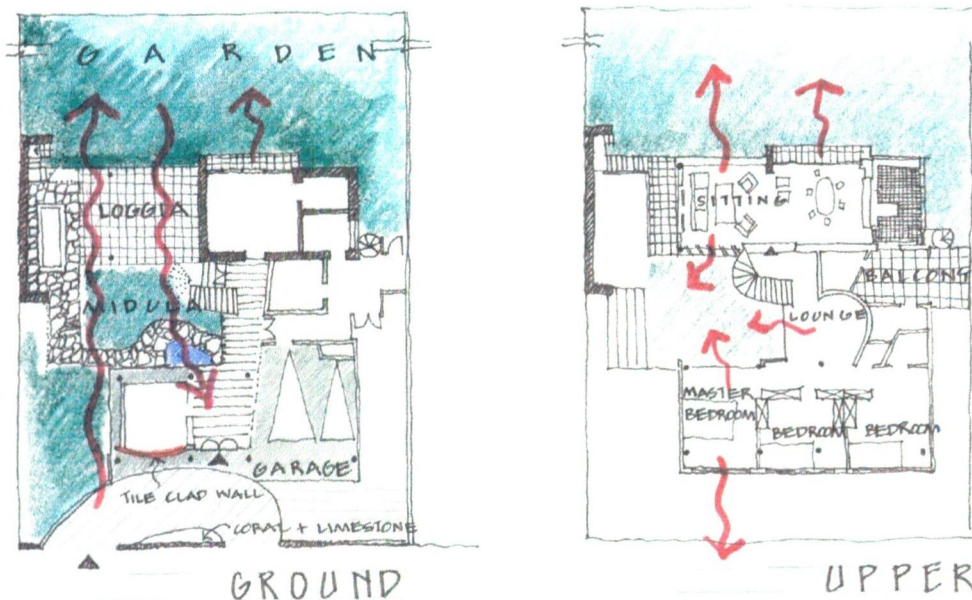 GARDEN
LOGGIA
MIDULA
GARAGE
TILE CLAD WALL
CORAL + LIMESTONE
GROUND
SITTING
BALCONY
LOUNGE
MASTER
BEDROOM
BEDROOM
BEDROOM
UPPER